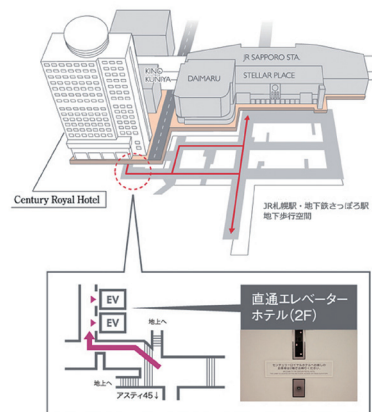 JR SAPPORO STA.
KINO
KUNIYA
DAIMARU
STELLAR PLACE
Century Royal Hotel
JR札幌駅・地下鉄さっぽろ駅
地下歩行空間
EV
EV
地上へ
地上へ
アスティ45↓
直通エレベーター
ホテル(2F)